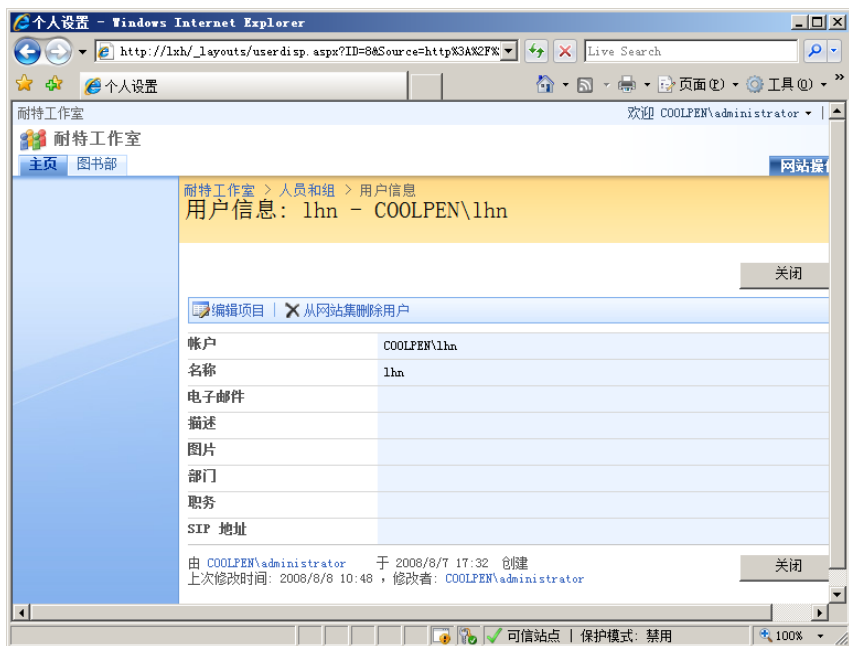 个人设置 - Windows Internet Explorer
http://lxh/_layouts/userdisp.aspx?ID=8&Source=http%3A%2F%
Live Search
个人设置
页面(P)
工具(O)
»
耐特工作室
欢迎 COOLPEN\administrator
耐特工作室
主页 图书部
网站操
耐特工作室 > 人员和组 > 用户信息
用户信息: lhn - COOLPEN\lhn
关闭
编辑项目 | 从网站集删除用户
帐户 COOLPEN\lhn
名称 lhn
电子邮件
描述
图片
部门
职务
SIP 地址
由 COOLPEN\administrator 于 2008/8/7 17:32 创建
关闭
上次修改时间: 2008/8/8 10:48 ，修改者: COOLPEN\administrator
可信站点 | 保护模式: 禁用
100%